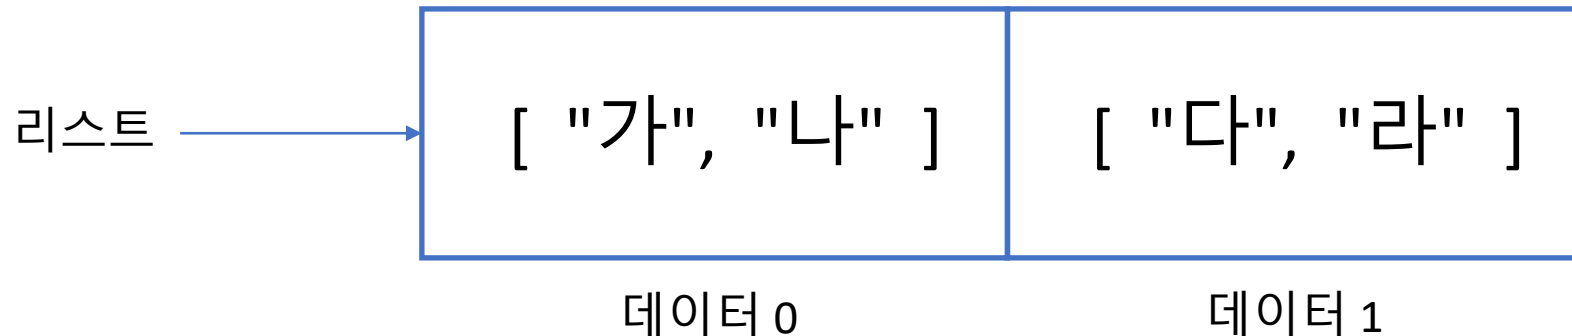 리스트
[ "가", "나" ] [ "다", "라" ]
데이터 0 데이터 1